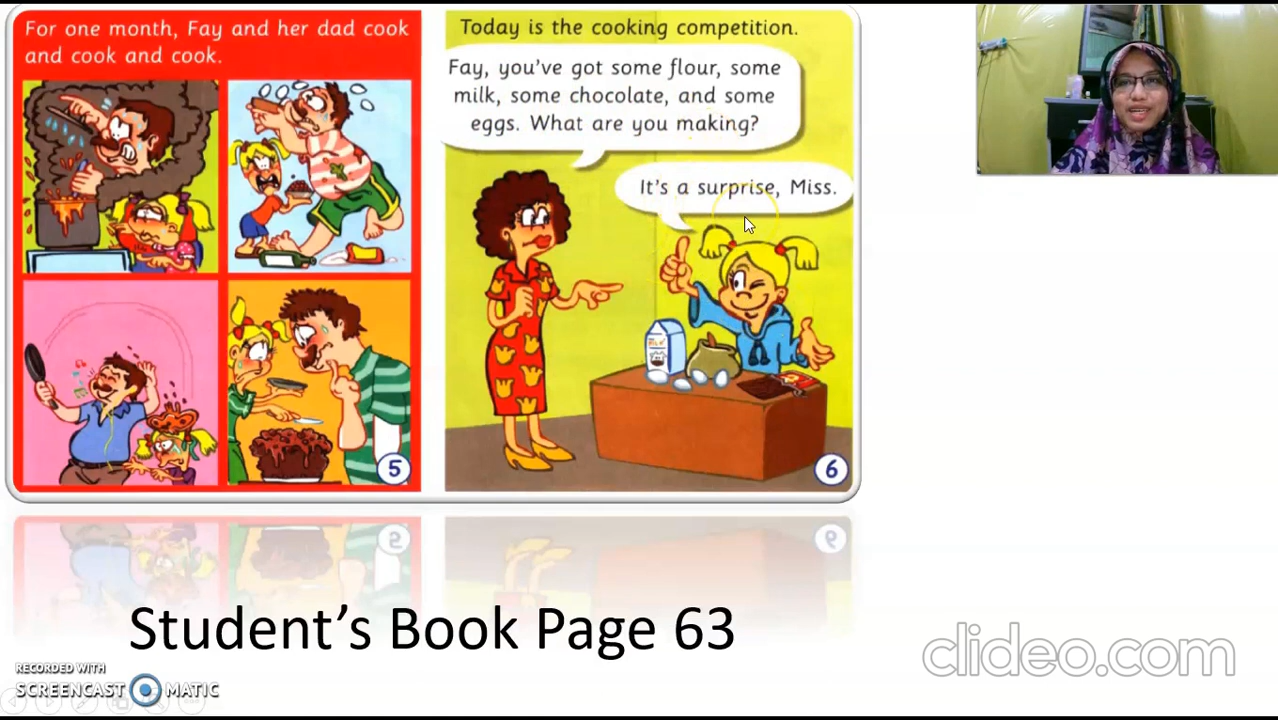 For one month, Fay and her dad cook
and cook and cook.
5
Today is the cooking competition.
Fay, you've got some flour, some
milk, some chocolate, and some
eggs. What are you making?
It's a surprise, Miss.
6
Student's Book Page 63
RECORDED WITH
SCREENCAST MATIC
clideo.com